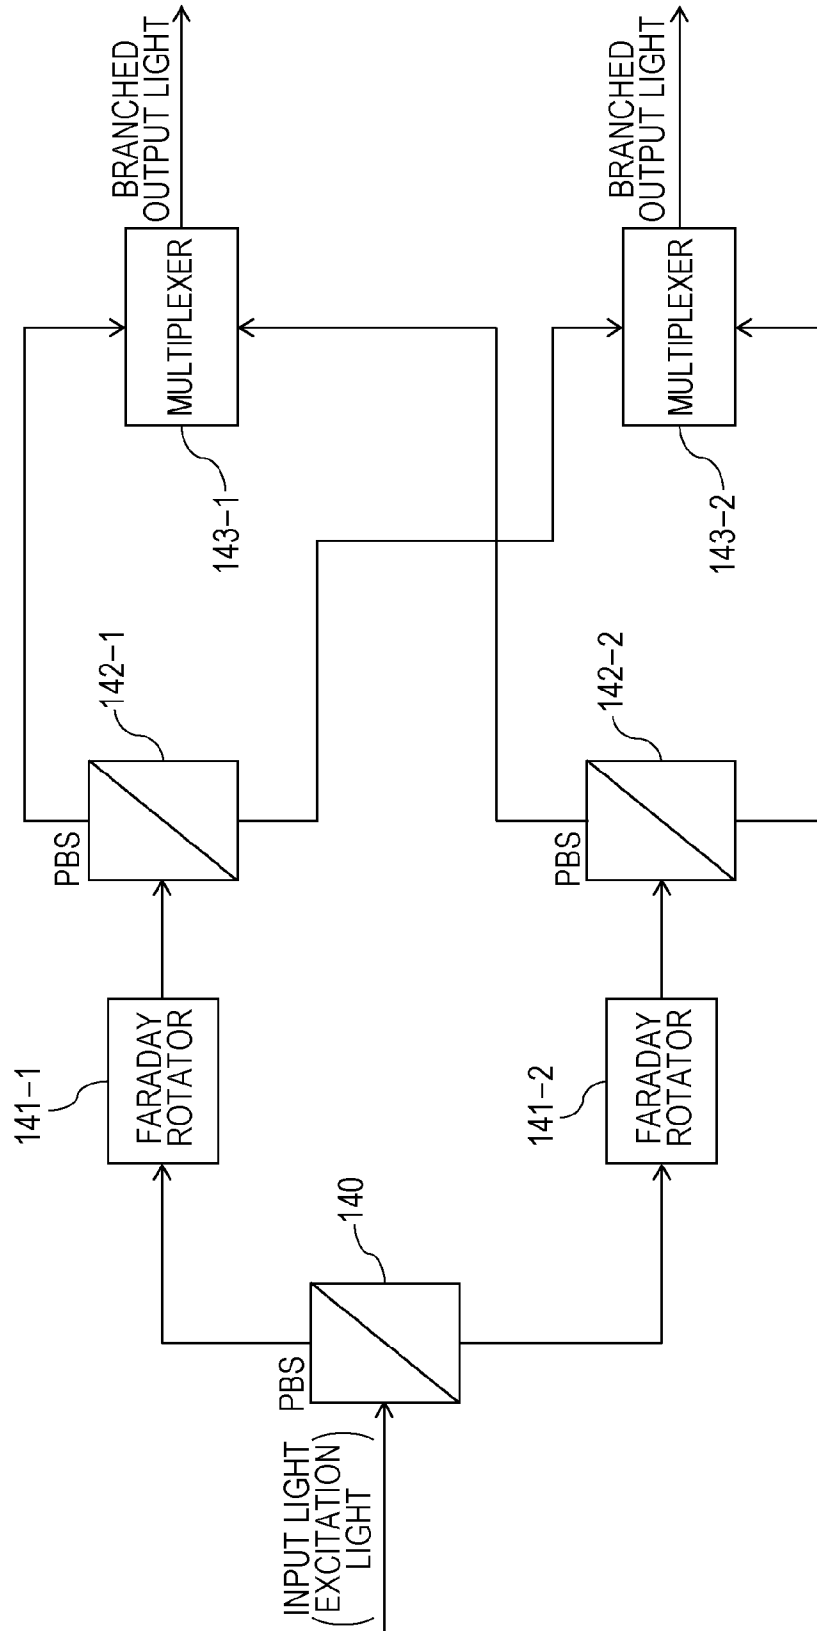 INPUT LIGHT
(EXCITATION
LIGHT)
PBS
140
FARADAY
ROTATOR
141-1
FARADAY
ROTATOR
141-2
PBS
142-1
PBS
142-2
MULTIPLEXER
143-1
MULTIPLEXER
143-2
BRANCHED
OUTPUT LIGHT
BRANCHED
OUTPUT LIGHT